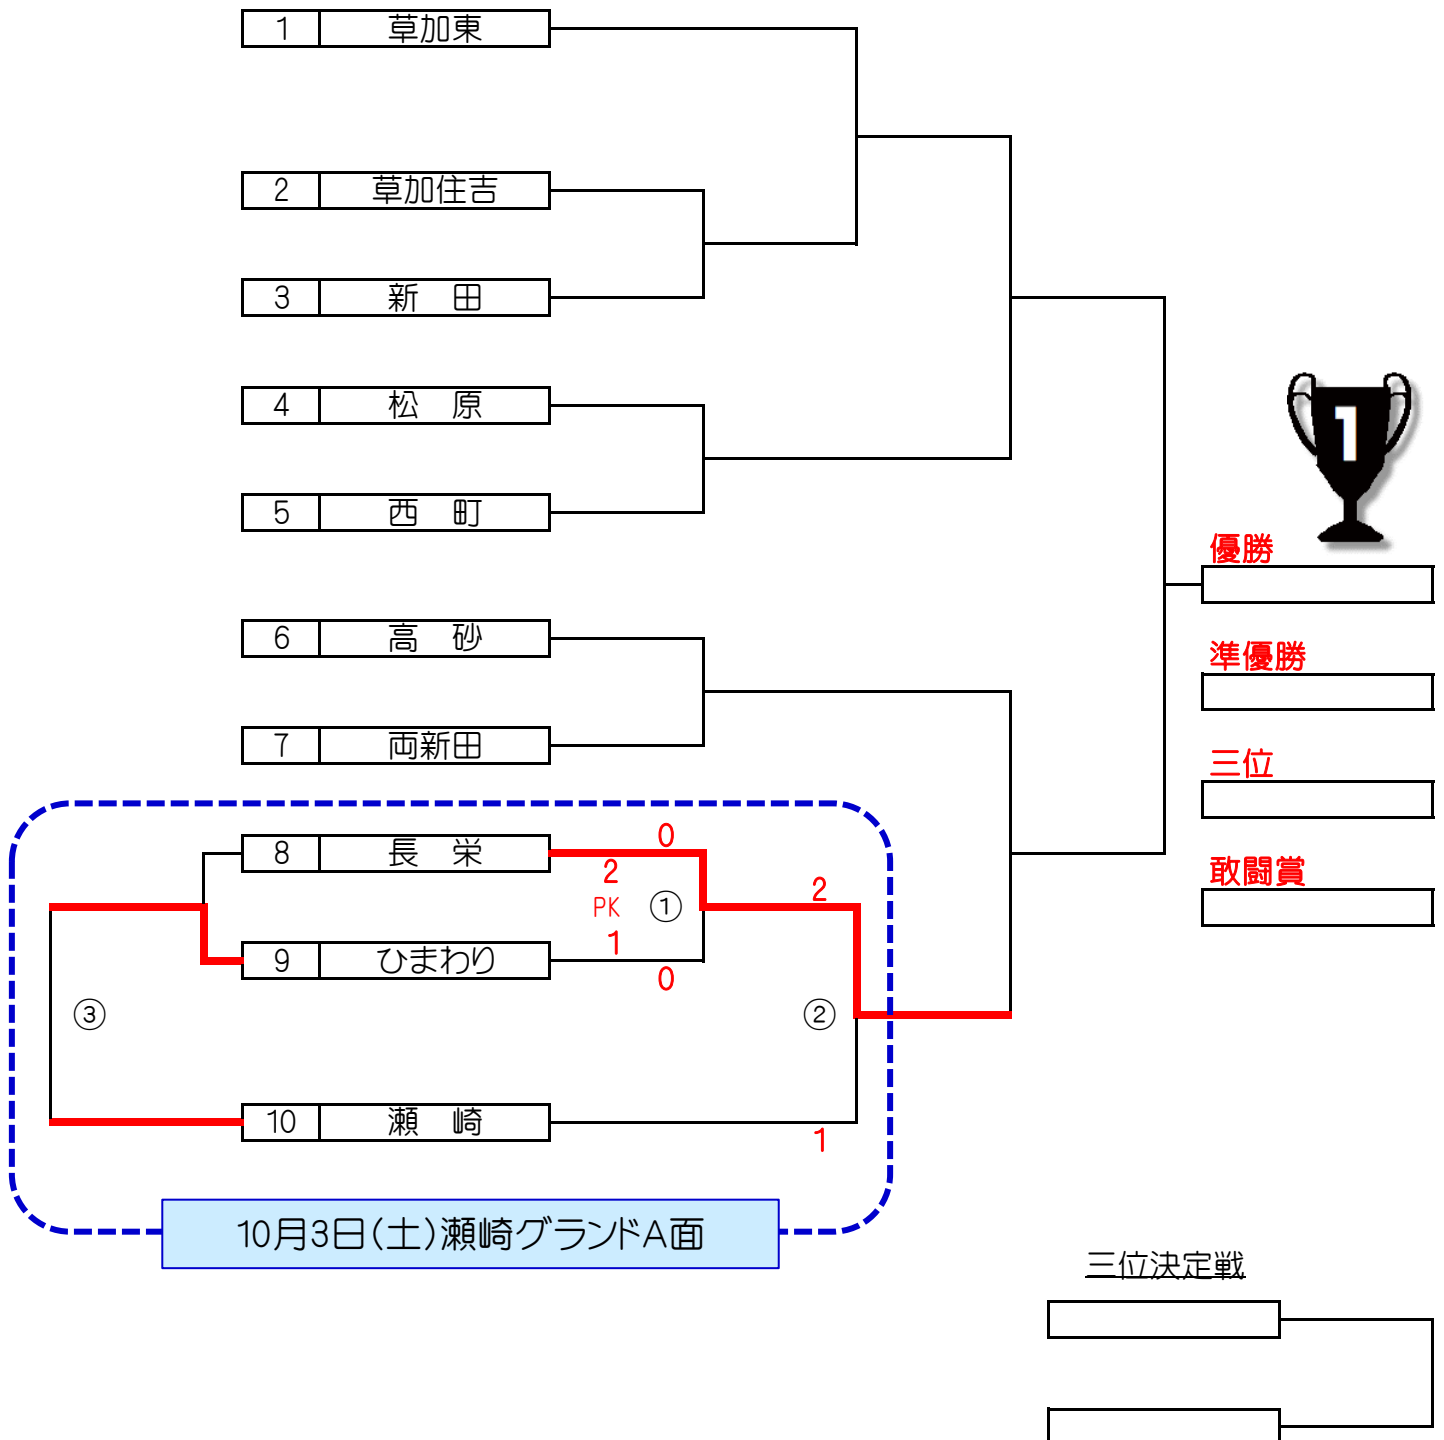 1 草加東
2 草加住吉
3 新 田
4 松 原
1
5 西 町
優勝
6 高 砂
準優勝
7 両新田
三位
0
8 長 栄
2
敢闘賞
2
PK ①
1
9 ひまわり
0
③ ②
10 瀬 崎
1
10月3日(土)瀬崎グランドA面
三位決定戦